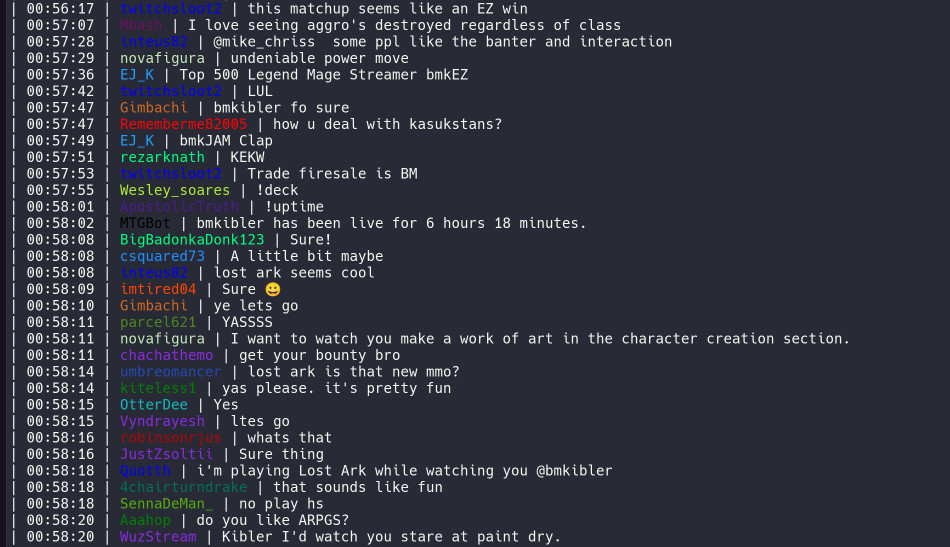 | 00:56:17 | twitchsloot2 | this matchup seems like an EZ win
| 00:57:07 | Mbash | I love seeing aggro's destroyed regardless of class
| 00:57:28 | inteus82 | @mike_chriss  some ppl like the banter and interaction
| 00:57:29 | novafigura | undeniable power move
| 00:57:36 | EJ_K | Top 500 Legend Mage Streamer bmkEZ
| 00:57:42 | twitchsloot2 | LUL
| 00:57:47 | Gimbachi | bmkibler fo sure
| 00:57:47 | Rememberme82005 | how u deal with kasukstans?
| 00:57:49 | EJ_K | bmkJAM Clap
| 00:57:51 | rezarknath | KEKW
| 00:57:53 | twitchsloot2 | Trade firesale is BM
| 00:57:55 | Wesley_soares | !deck
| 00:58:01 | ApostolicTruth | !uptime
| 00:58:02 | MTGBot | bmkibler has been live for 6 hours 18 minutes.
| 00:58:08 | BigBadonkaDonk123 | Sure!
| 00:58:08 | csquared73 | A little bit maybe
| 00:58:08 | inteus82 | lost ark seems cool
| 00:58:09 | imtired04 | Sure 😀
| 00:58:10 | Gimbachi | ye lets go
| 00:58:11 | parcel621 | YASSSS
| 00:58:11 | novafigura | I want to watch you make a work of art in the character creation section.
| 00:58:11 | chachathemo | get your bounty bro
| 00:58:14 | umbreomancer | lost ark is that new mmo?
| 00:58:14 | kiteless1 | yas please. it's pretty fun
| 00:58:15 | OtterDee | Yes
| 00:58:15 | Vyndrayesh | ltes go
| 00:58:16 | robinsonrjus | whats that
| 00:58:16 | JustZsoltii | Sure thing
| 00:58:18 | Quotth | i'm playing Lost Ark while watching you @bmkibler
| 00:58:18 | 4chairturndrake | that sounds like fun
| 00:58:18 | SennaDeMan_ | no play hs
| 00:58:20 | Aaahop | do you like ARPGS?
| 00:58:20 | WuzStream | Kibler I'd watch you stare at paint dry.